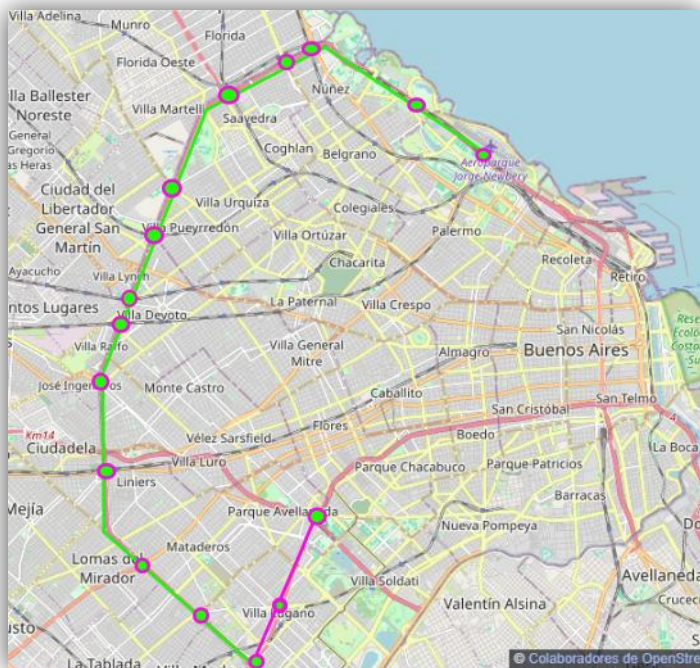 Villa Adelina
Munro
Florida
Florida Oeste
Villa Ballester
Noreste
Villa Martelli
Núñez
Saavedra
General
Gregorio
as Heras
Coghlan
Belgrano
Aeroparque
Jorge Newbery
Ciudad del
Libertador
General San
Martín
Villa Urquiza
Colegiales
Villa Pueyrredón
Villa Ortúzar
Palermo
Ayacucho
Villa Lynch
Chacarita
Recoleta
Retiro
ntos Lugares
Villa Devoto
La Paternal
Villa Crespo
San Nicolás
Villa Raffo
Villa General
Mitre
Almagro
Buenos Aires
José Ingenieros
Monte Castro
Caballito
San Cristóbal
San Telmo
Km14
Ciudadela
Vélez Sarsfield
Flores
Boedo
La Boca
Villa Luro
Parque Chacabuco
Parque Patricios
Liniers
Barracas
Mejía
Parque Avellaneda
Nueva Pompeya
Mataderos
Lomas del
Mirador
Villa Soldati
Avellaneda
Villa Lugano
Valentín Alsina
usto
La Tablada
© Colaboradores de OpenStre